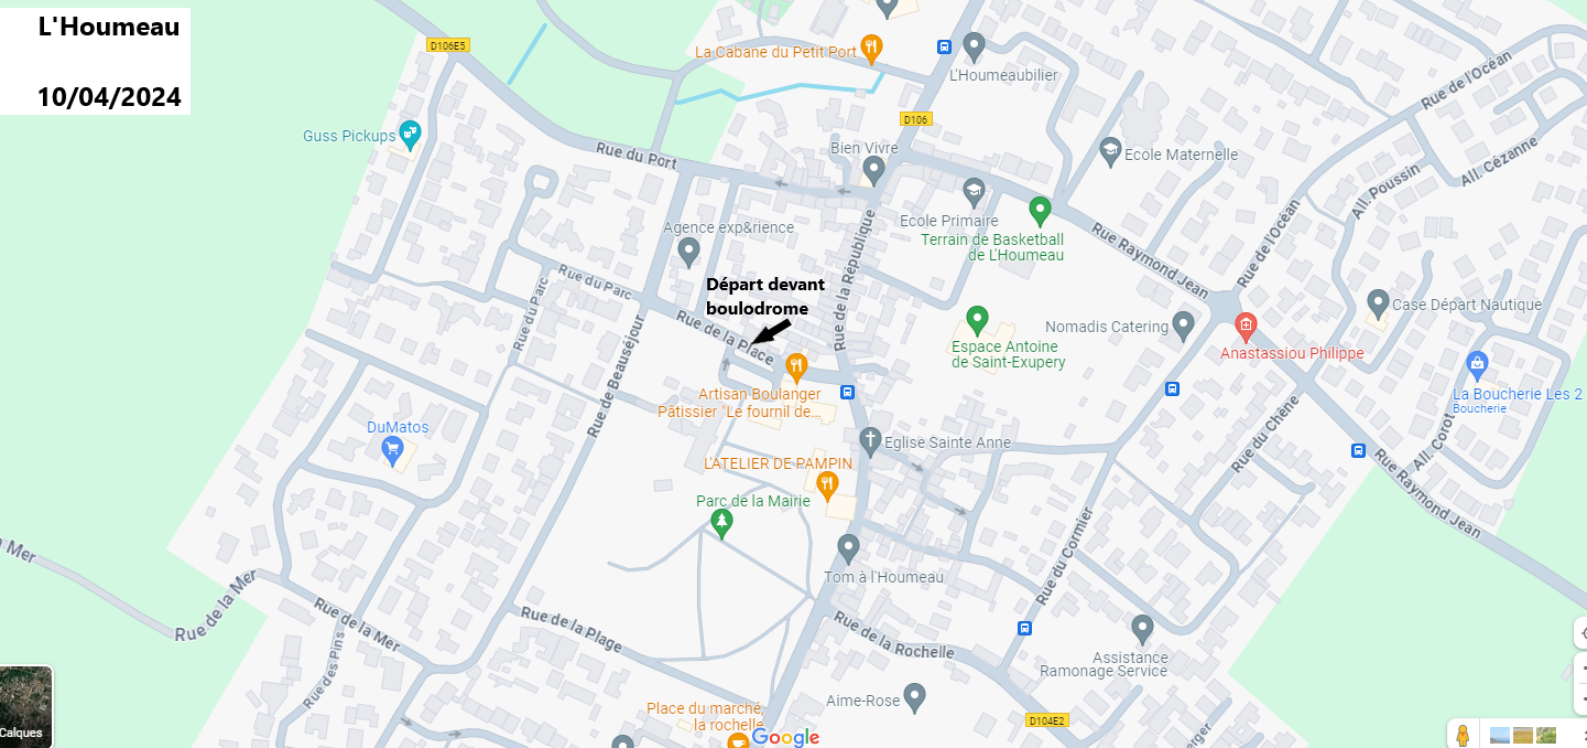 L'Houmeau
10/04/2024
D106E5
La Cabane du Petit Port
L'Houmeaubilier
Rue de l'Océan
D106
Guss Pickups
Rue du Port
Bien Vivre
Ecole Maternelle
All. Cézanne
All. Poussin
Ecole Primaire
Agence exp&rience
Terrain de Basketball
de L'Houmeau
Rue de la République
Rue Raymond Jean
Rue de l'Océan
Rue du Parc
Rue du Parc
Départ devant
boulodrome
Case Départ Nautique
Rue de la Place
Nomadis Catering
Espace Antoine
de Saint-Exupery
Anastassiou Philippe
Rue de Beauséjour
Artisan Boulanger
Pâtissier "Le fournil de...
La Boucherie Les 2
Boucherie
Rue du Chêne
All. Corot
DuMatos
Eglise Sainte Anne
L'ATELIER DE PAMPIN
Rue Raymond Jean
Parc de la Mairie
Rue du Cormier
Mer
Tom à l'Houmeau
Rue de la Mer
Rue de la Mer
Rue de la Plage
Rue de la Rochelle
Rue des Pins
Assistance
Ramonage Service
Aime-Rose
Place du marché,
la rochelle
D104E2
Calques
Google